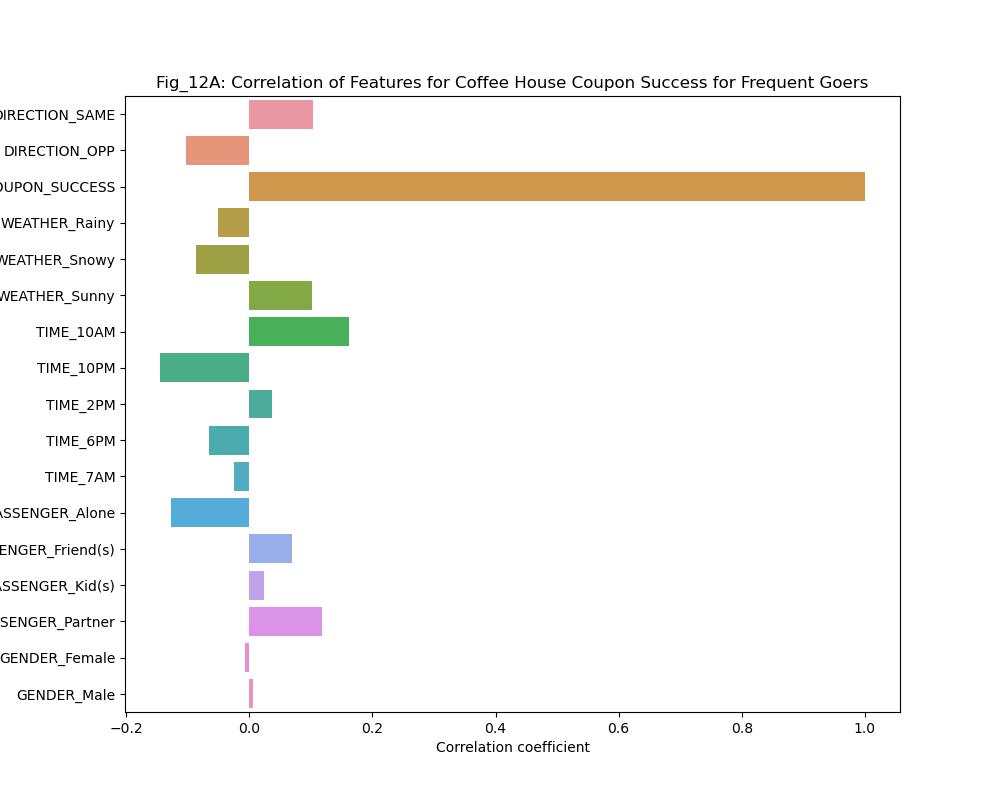 Fig_12A: Correlation of Features for Coffee House Coupon Success for Frequent Goers
DIRECTION_SAME
DIRECTION_OPP
OUPON_SUCCESS
WEATHER_Rainy
WEATHER_Snowy
WEATHER_Sunny
TIME_10AM
TIME_10PM
TIME_2PM
TIME_6PM
TIME_7AM
ASSENGER_Alone
ENGER_Friend(s)
ASSENGER_Kid(s)
SENGER_Partner
GENDER_Female
GENDER_Male
−0.2 0.0 0.2 0.4 0.6 0.8 1.0
Correlation coefficient